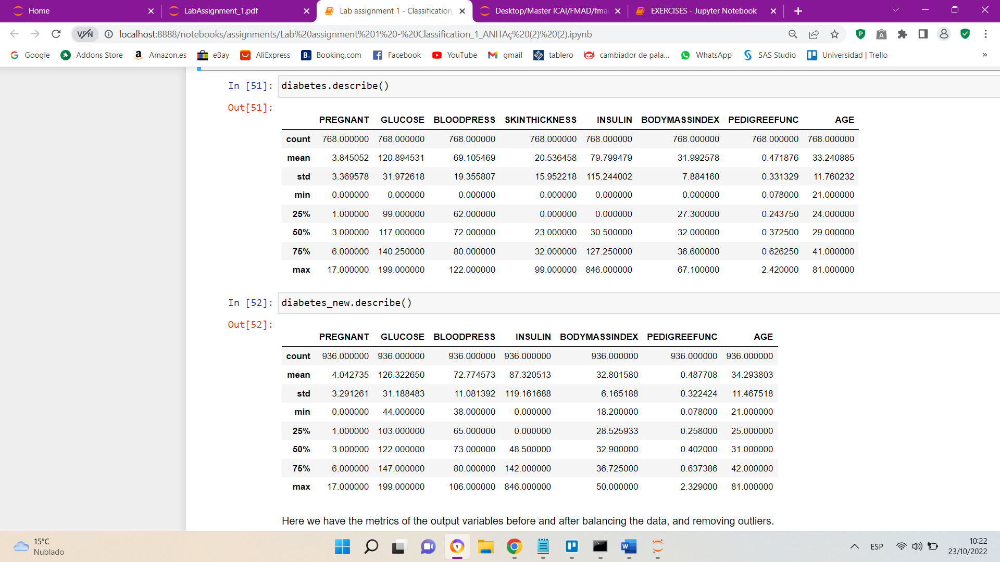 Home
LabAssignment_1.pdf
Lab assignment 1 - Classification_
Desktop/Master ICAI/FMAD/fmac
EXERCISES - Jupyter Notebook
VPN
localhost:8888/notebooks/assignments/Lab%20assignment%201%20-%20Classification_1_ANITAç%20(2)%20(2).ipynb
Google Addons Store Amazon.es eBay AliExpress Booking.com Facebook YouTube gmail tablero cambiador de pala... WhatsApp SAS Studio Universidad | Trello »
In [51]: diabetes.describe()
Out[51]:
PREGNANT GLUCOSE BLOODPRESS SKINTHICKNESS INSULIN BODYMASSINDEX PEDIGREEFUNC AGE
count 768.000000 768.000000 768.000000 768.000000 768.000000 768.000000 768.000000 768.000000
mean 3.845052 120.894531 69.105469 20.536458 79.799479 31.992578 0.471876 33.240885
std 3.369578 31.972618 19.355807 15.952218 115.244002 7.884160 0.331329 11.760232
min 0.000000 0.000000 0.000000 0.000000 0.000000 0.000000 0.078000 21.000000
25% 1.000000 99.000000 62.000000 0.000000 0.000000 27.300000 0.243750 24.000000
50% 3.000000 117.000000 72.000000 23.000000 30.500000 32.000000 0.372500 29.000000
75% 6.000000 140.250000 80.000000 32.000000 127.250000 36.600000 0.626250 41.000000
max 17.000000 199.000000 122.000000 99.000000 846.000000 67.100000 2.420000 81.000000
In [52]: diabetes_new.describe()
Out[52]:
PREGNANT GLUCOSE BLOODPRESS INSULIN BODYMASSINDEX PEDIGREEFUNC AGE
count 936.000000 936.000000 936.000000 936.000000 936.000000 936.000000 936.000000
mean 4.042735 126.322650 72.774573 87.320513 32.801580 0.487708 34.293803
std 3.291261 31.188483 11.081392 119.161688 6.165188 0.322424 11.467518
min 0.000000 44.000000 38.000000 0.000000 18.200000 0.078000 21.000000
25% 1.000000 103.000000 65.000000 0.000000 28.525933 0.258000 25.000000
50% 3.000000 122.000000 73.000000 48.500000 32.900000 0.402000 31.000000
75% 6.000000 147.000000 80.000000 142.000000 36.725000 0.637386 42.000000
max 17.000000 199.000000 106.000000 846.000000 50.000000 2.329000 81.000000
Here we have the metrics of the output variables before and after balancing the data, and removing outliers.
15°C
Nublado
ESP
10:22
23/10/2022